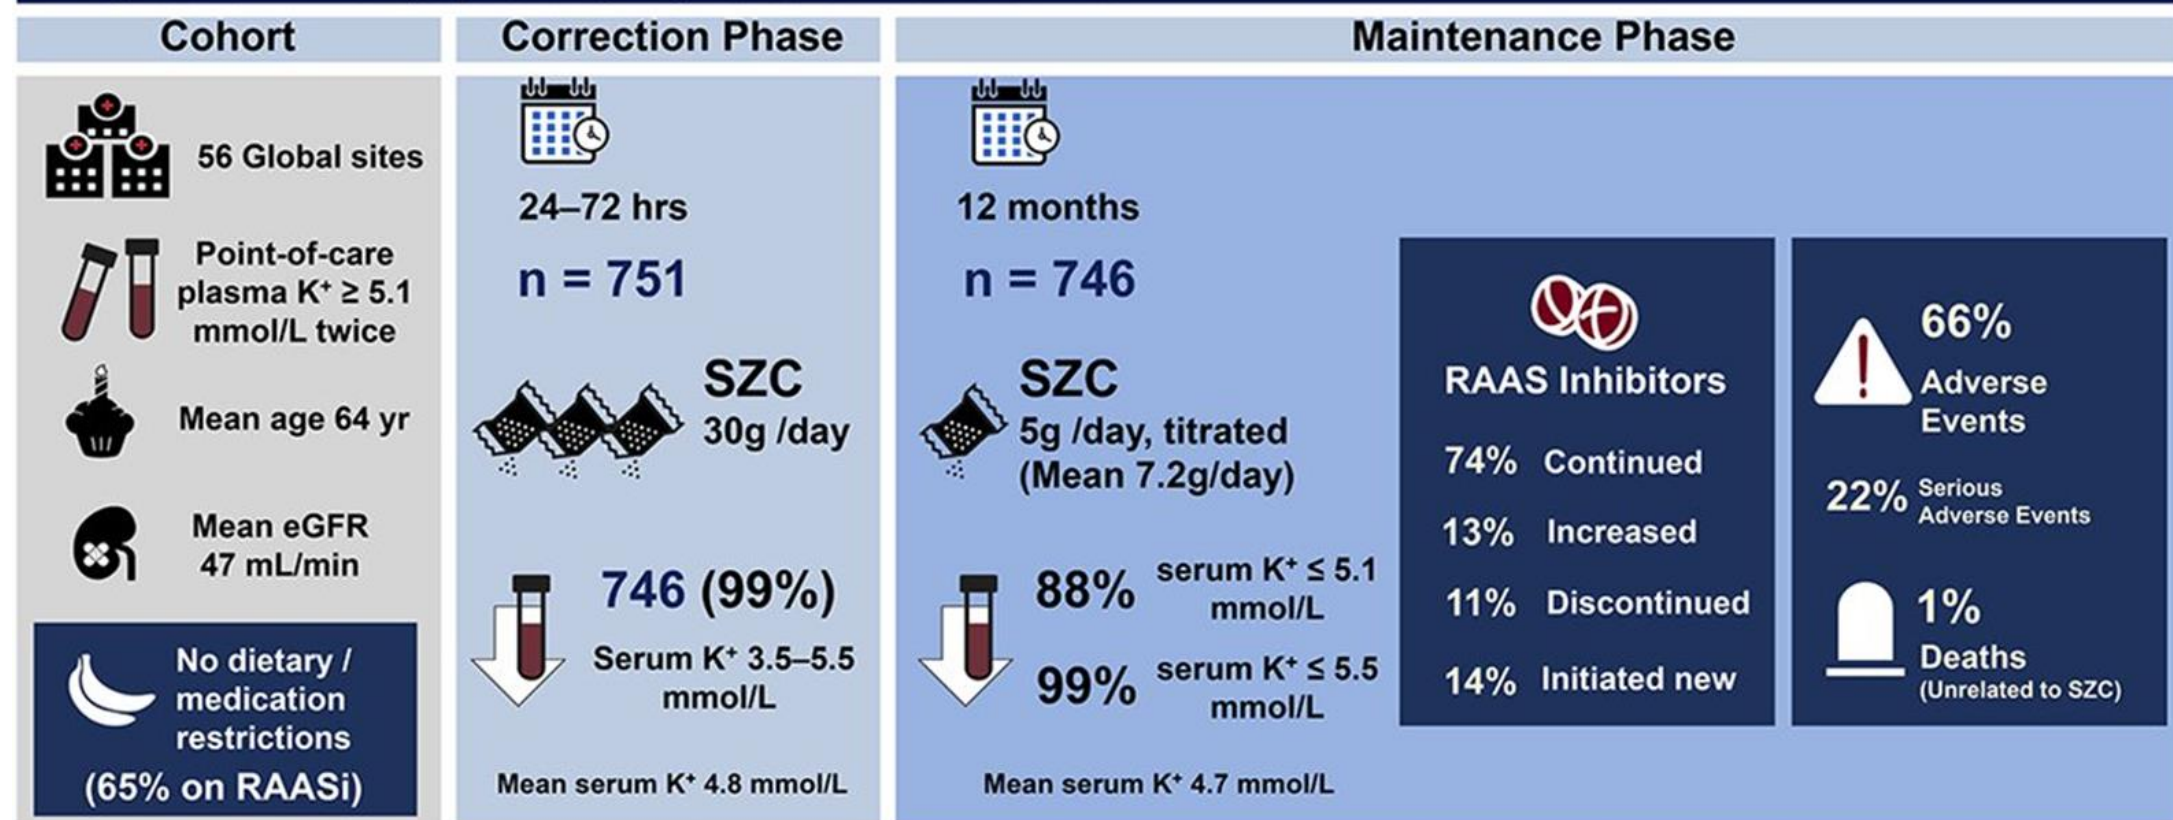 Cohort
56 Global sites
Point-of-care
plasma K⁺ ≥ 5.1
mmol/L twice
Mean age 64 yr
Mean eGFR
47 mL/min
No dietary /
medication
restrictions
(65% on RAASi)
Correction Phase
24–72 hrs
n = 751
SZC
30g /day
746 (99%)
Serum K⁺ 3.5–5.5
mmol/L
Mean serum K⁺ 4.8 mmol/L
Maintenance Phase
12 months
n = 746
SZC
5g /day, titrated
(Mean 7.2g/day)
88% serum K⁺ ≤ 5.1
mmol/L
99% serum K⁺ ≤ 5.5
mmol/L
Mean serum K⁺ 4.7 mmol/L
RAAS Inhibitors
74% Continued
13% Increased
11% Discontinued
14% Initiated new
66%
Adverse
Events
22% Serious
Adverse Events
1%
Deaths
(Unrelated to SZC)